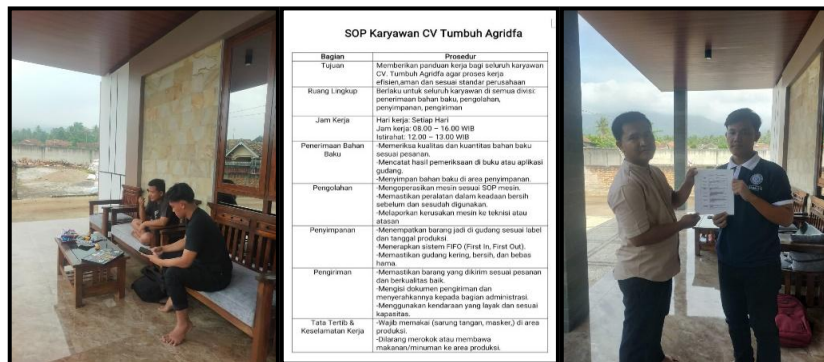 SOP Karyawan CV Tumbuh Agridfa
Bagian Prosedur
Tujuan Memberikan panduan kerja bagi seluruh karyawan
CV. Tumbuh Agridfa agar proses kerja
efisien,aman dan sesuai standar perusahaan
Ruang Lingkup Berlaku untuk seluruh karyawan di semua divisi:
penerimaan bahan baku, pengolahan,
penyimpanan, pengiriman
Jam Kerja Hari kerja: Setiap Hari
Jam kerja: 08.00 – 16.00 WIB
Istirahat: 12.00 – 13.00 WIB
Penerimaan Bahan -Memeriksa kualitas dan kuantitas bahan baku
Baku sesuai pesanan.
-Mencatat hasil pemeriksaan di buku atau aplikasi
gudang.
-Menyimpan bahan baku di area penyimpanan.
Pengolahan -Mengoperasikan mesin sesuai SOP mesin.
-Memastikan peralatan dalam keadaan bersih
sebelum dan sesudah digunakan.
-Melaporkan kerusakan mesin ke teknisi atau
atasan
Penyimpanan -Menempatkan barang jadi di gudang sesuai label
dan tanggal produksi.
-Menerapkan sistem FIFO (First In, First Out).
-Memastikan gudang kering, bersih, dan bebas
hama.
Pengiriman -Memastikan barang yang dikirim sesuai pesanan
dan berkualitas baik.
-Mengisi dokumen pengiriman dan
menyerahkannya kepada bagian administrasi.
-Menggunakan kendaraan yang layak dan sesuai
kapasitas.
Tata Tertib & -Wajib memakai (sarung tangan, masker,) di area
Keselamatan Kerja produksi.
-Dilarang merokok atau membawa
makanan/minuman ke area produksi.